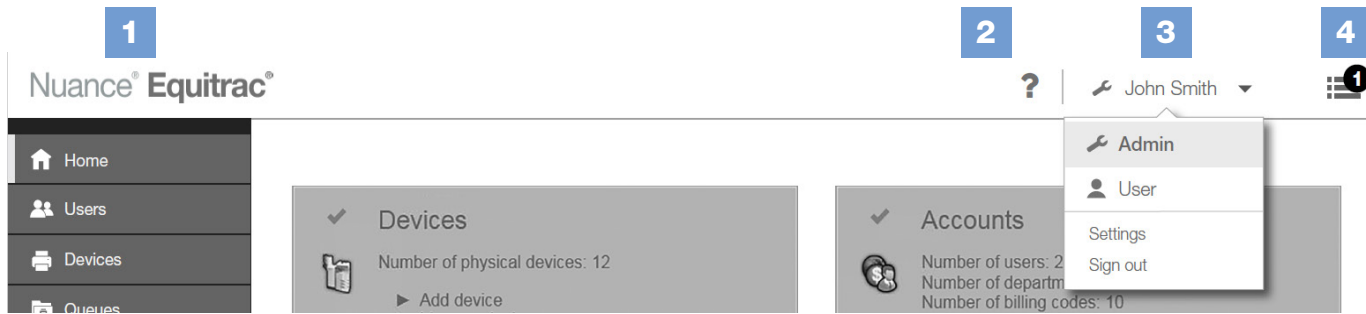 1 2 3 4
Nuance® Equitrac®
? John Smith 1
Home
Users
Devices
Queues
Devices
Number of physical devices: 12
Add device
Accounts
Number of users: 2
Number of departm
Number of billing codes: 10
Admin
User
Settings
Sign out